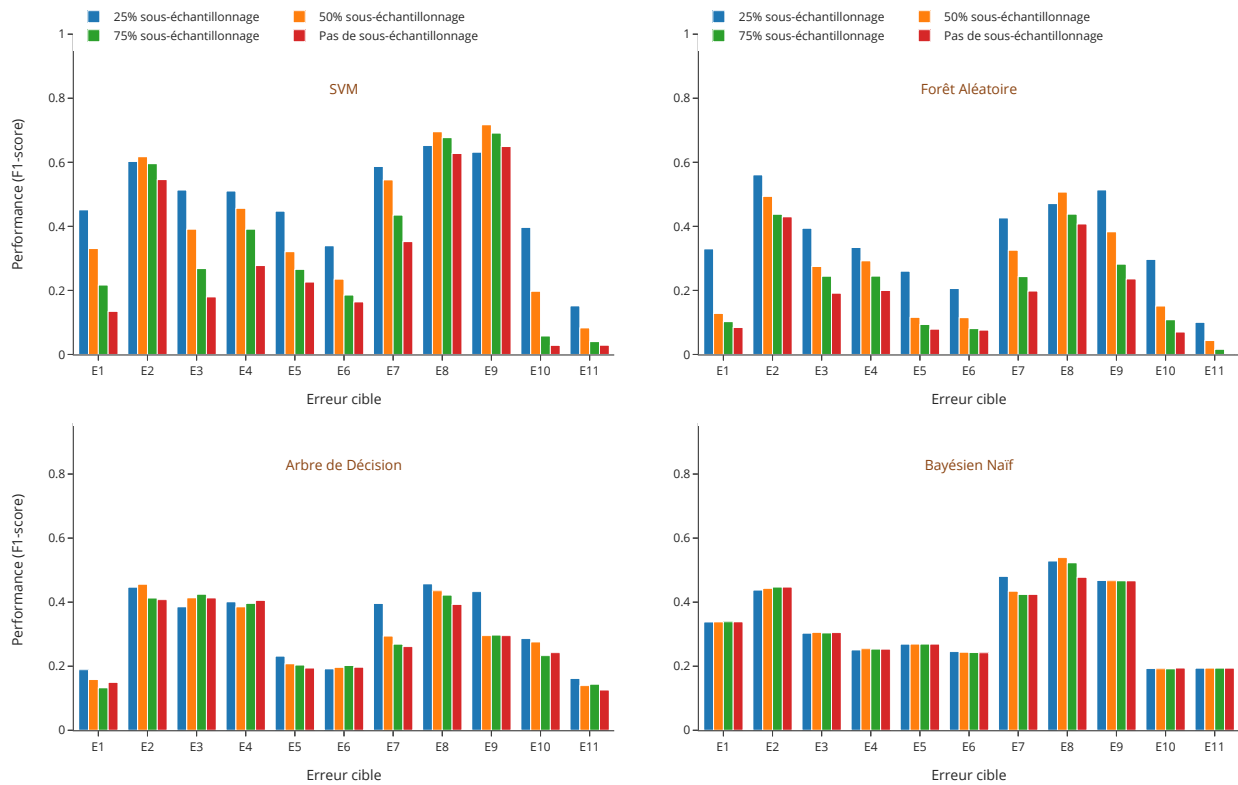 25% sous-échantillonnage 50% sous-échantillonnage
75% sous-échantillonnage Pas de sous-échantillonnage
SVM
Performance (F1-score)
1
0.8
0.6
0.4
0.2
0
E1 E2 E3 E4 E5 E6 E7 E8 E9 E10 E11
Erreur cible
25% sous-échantillonnage 50% sous-échantillonnage
75% sous-échantillonnage Pas de sous-échantillonnage
Forêt Aléatoire
1
0.8
0.6
0.4
0.2
0
E1 E2 E3 E4 E5 E6 E7 E8 E9 E10 E11
Erreur cible
Arbre de Décision
Performance (F1-score)
0.8
0.6
0.4
0.2
0
E1 E2 E3 E4 E5 E6 E7 E8 E9 E10 E11
Erreur cible
Bayésien Naïf
0.8
0.6
0.4
0.2
0
E1 E2 E3 E4 E5 E6 E7 E8 E9 E10 E11
Erreur cible